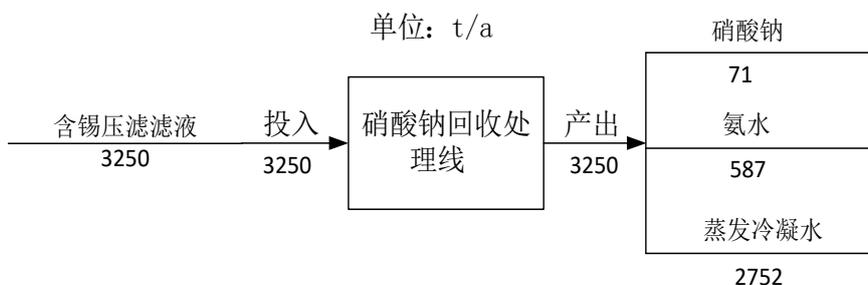 单位：t/a
硝酸钠
71
含锡压滤滤液
3250
投入
3250
硝酸钠回收处
理线
产出
3250
氨水
587
蒸发冷凝水
2752